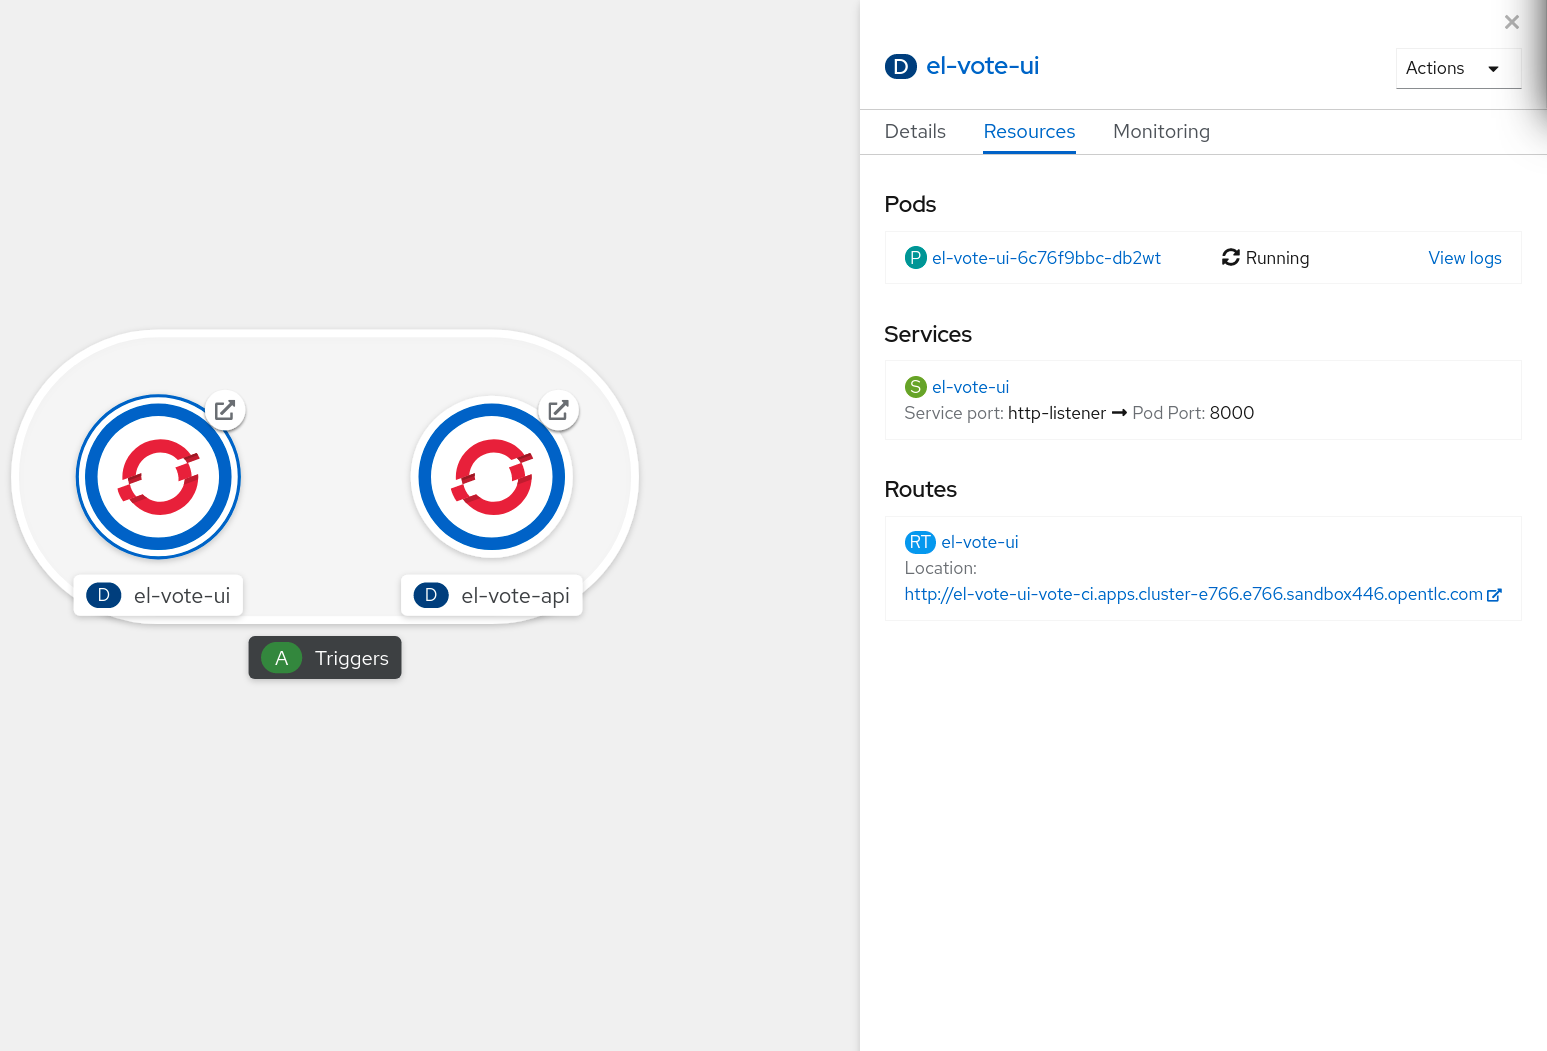 D el-vote-ui
D el-vote-api
A Triggers
D el-vote-ui
Actions
Details Resources Monitoring
Pods
P el-vote-ui-6c76f9bbc-db2wt Running View logs
Services
S el-vote-ui
Service port: http-listener → Pod Port: 8000
Routes
RT el-vote-ui
Location:
http://el-vote-ui-vote-ci.apps.cluster-e766.e766.sandbox446.opentlc.com